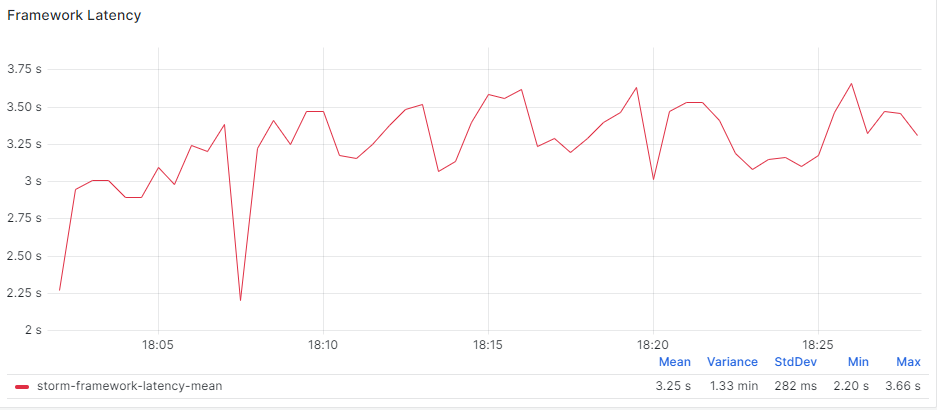 Framework Latency
3.75 s
3.50 s
3.25 s
3 s
2.75 s
2.50 s
2.25 s
2 s
18:05 18:10 18:15 18:20 18:25
Mean Variance StdDev Min Max
storm-framework-latency-mean 3.25 s 1.33 min 282 ms 2.20 s 3.66 s